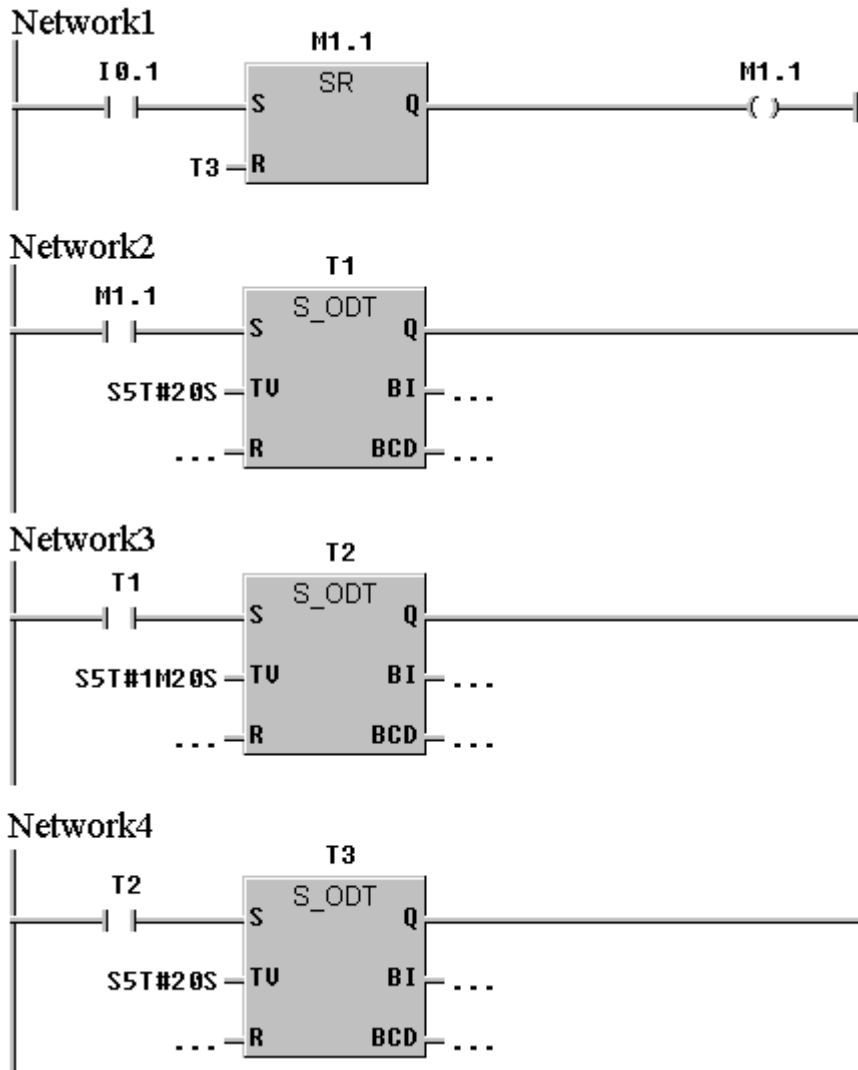 Network1
M1.1
I0.1 SR M1.1
S Q
T3 R
Network2
T1
M1.1 S_ODT
S Q
S5T#20S TV BI ...
... R BCD ...
Network3
T2
T1 S_ODT
S Q
S5T#1M20S TV BI ...
... R BCD ...
Network4
T3
T2 S_ODT
S Q
S5T#20S TV BI ...
... R BCD ...